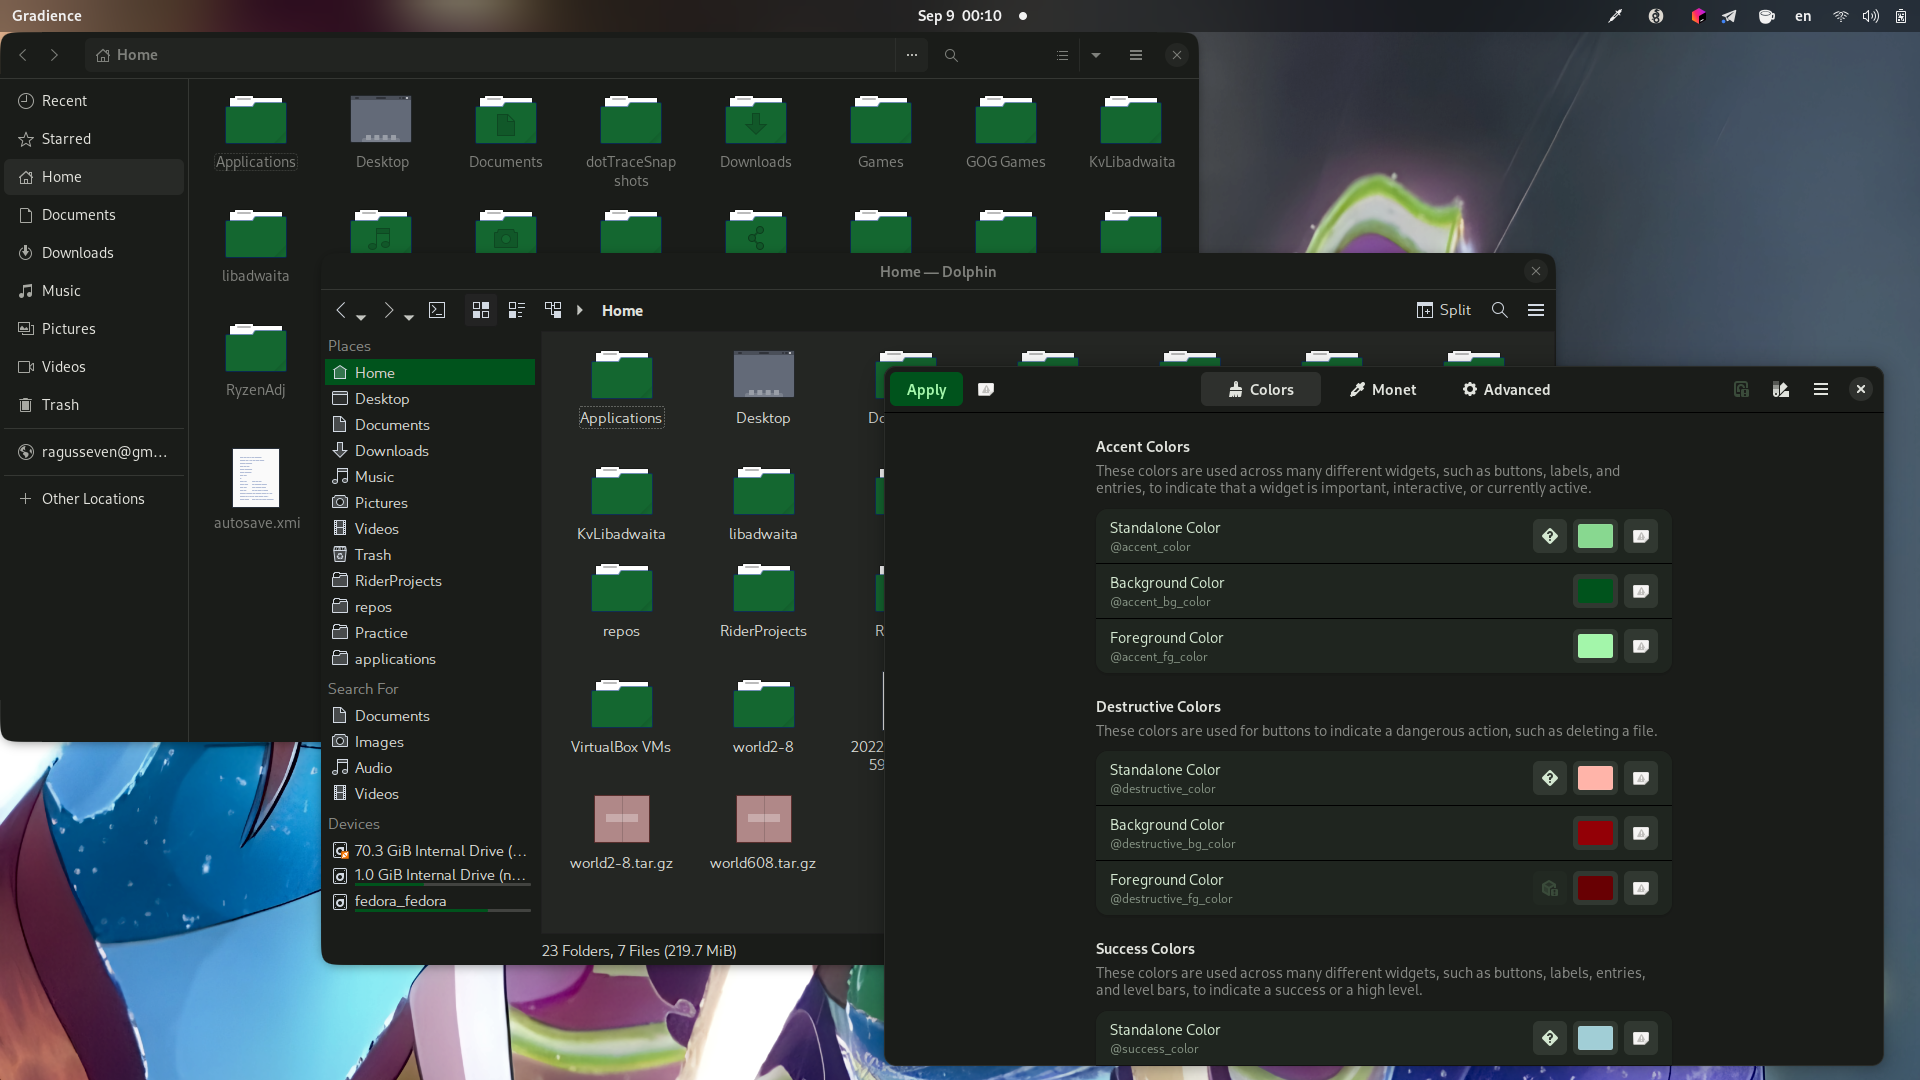 Gradience
Sep 9 00:10
en
Home
Recent
Starred
Home
Documents
Downloads
Music
Pictures
Videos
Trash
ragusseven@gm...
Other Locations
Applications
Desktop
Documents
dotTraceSnap
shots
Downloads
Games
GOG Games
KvLibadwaita
libadwaita
RyzenAdj
autosave.xmi
Home — Dolphin
Home
Split
Places
Home
Desktop
Documents
Downloads
Music
Pictures
Videos
Trash
RiderProjects
repos
Practice
applications
Search For
Documents
Images
Audio
Videos
Devices
70.3 GiB Internal Drive (...
1.0 GiB Internal Drive (n...
fedora_fedora
Applications
Desktop
Do
KvLibadwaita
libadwaita
repos
RiderProjects
R
VirtualBox VMs
world2-8
2022
59
world2-8.tar.gz
world608.tar.gz
23 Folders, 7 Files (219.7 MiB)
Apply
Colors
Monet
Advanced
Accent Colors
These colors are used across many different widgets, such as buttons, labels, and
entries, to indicate that a widget is important, interactive, or currently active.
Standalone Color
@accent_color
Background Color
@accent_bg_color
Foreground Color
@accent_fg_color
Destructive Colors
These colors are used for buttons to indicate a dangerous action, such as deleting a file.
Standalone Color
@destructive_color
Background Color
@destructive_bg_color
Foreground Color
@destructive_fg_color
Success Colors
These colors are used across many different widgets, such as buttons, labels, entries,
and level bars, to indicate a success or a high level.
Standalone Color
@success_color